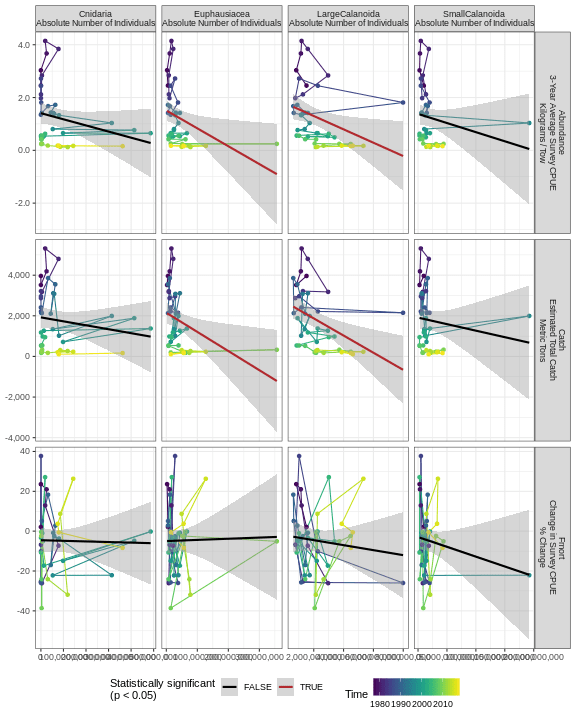 Cnidaria
Absolute Number of Individuals
Euphausiacea
Absolute Number of Individuals
LargeCalanoida
Absolute Number of Individuals
SmallCalanoida
Absolute Number of Individuals
4.0
2.0
0.0
-2.0
Abundance
3-Year Average Survey CPUE
Kilograms / Tow
4,000
2,000
0
-2,000
-4,000
Catch
Estimated Total Catch
Metric Tons
40
20
0
-20
-40
Fmort
Change in Survey CPUE
% Change
Statistically significant
(p < 0.05)
FALSE
TRUE
Time
1980 1990 2000 2010